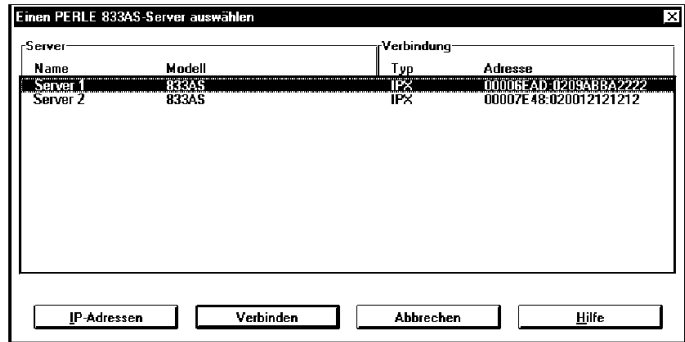 Einen PERLE 833AS-Server auswählen
Server Verbindung
Name Modell Typ Adresse
Server 1 833AS IPX 00006EAD:0209ABBA2222
Server 2 833AS IPX 00007E48:020012121212
IP-Adressen Verbinden Abbrechen Hilfe